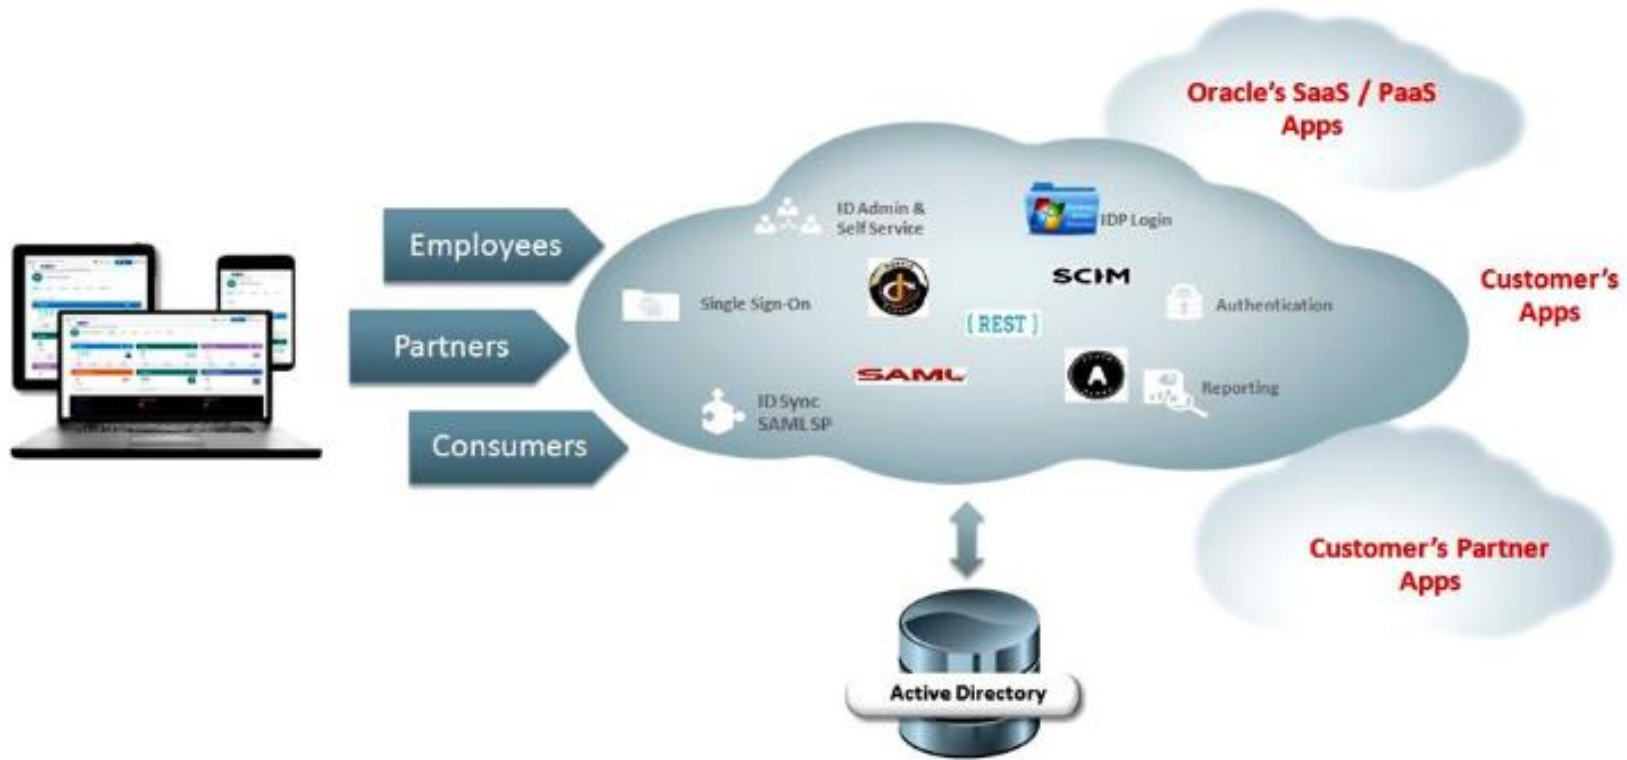 Oracle's SaaS / PaaS
Apps
ID Admin &
Self Service
IDP Login
Employees
SCIM
Customer's
Apps
Single Sign-On
Authentication
{REST}
Partners
SAML
A
Reporting
ID Sync
SAML SP
Consumers
Customer's Partner
Apps
Active Directory